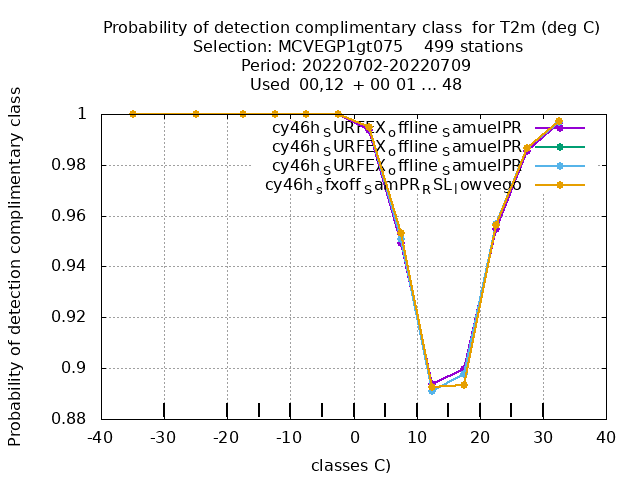 Probability of detection complimentary class  for T2m (deg C)
Selection: MCVEGP1gt075    499 stations
Period: 20220702-20220709
Used  00,12  + 00 01 ... 48
Probability of detection complimentary class
1
0.98
0.96
0.94
0.92
0.9
0.88
cy46h_SURFEX_offline_SamuelPR
cy46h_SURFEX_offline_SamuelPR
cy46h_SURFEX_offline_SamuelPR
cy46h_sfxoff_SamPR_RSL_lowvego
-40 -30 -20 -10 0 10 20 30 40
classes C)